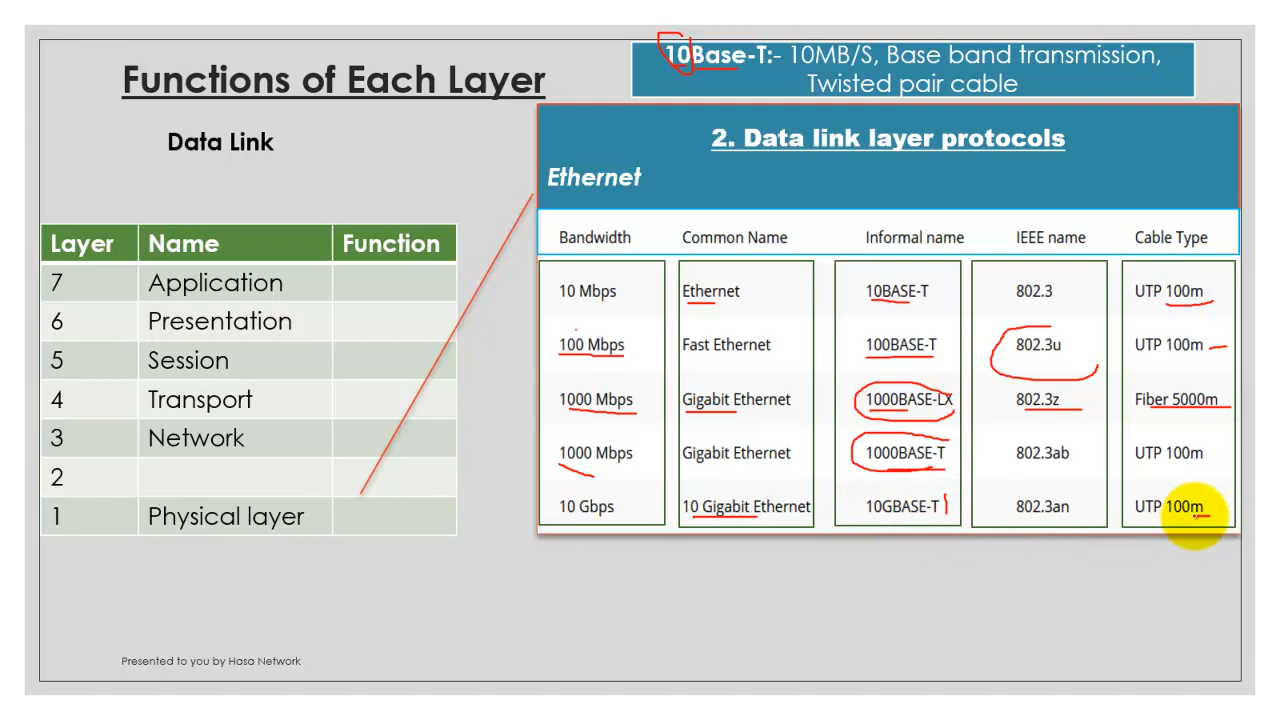 Functions of Each Layer
10Base-T:- 10MB/S, Base band transmission,
Twisted pair cable
Data Link
2. Data link layer protocols
Ethernet
Layer Name Function
7 Application
6 Presentation
5 Session
4 Transport
3 Network
2
1 Physical layer
Bandwidth Common Name Informal name IEEE name Cable Type
10 Mbps Ethernet 10BASE-T 802.3 UTP 100m
100 Mbps Fast Ethernet 100BASE-T 802.3u UTP 100m
1000 Mbps Gigabit Ethernet 1000BASE-LX 802.3z Fiber 5000m
1000 Mbps Gigabit Ethernet 1000BASE-T 802.3ab UTP 100m
10 Gbps 10 Gigabit Ethernet 10GBASE-T 802.3an UTP 100m
Presented to you by Hasa Network